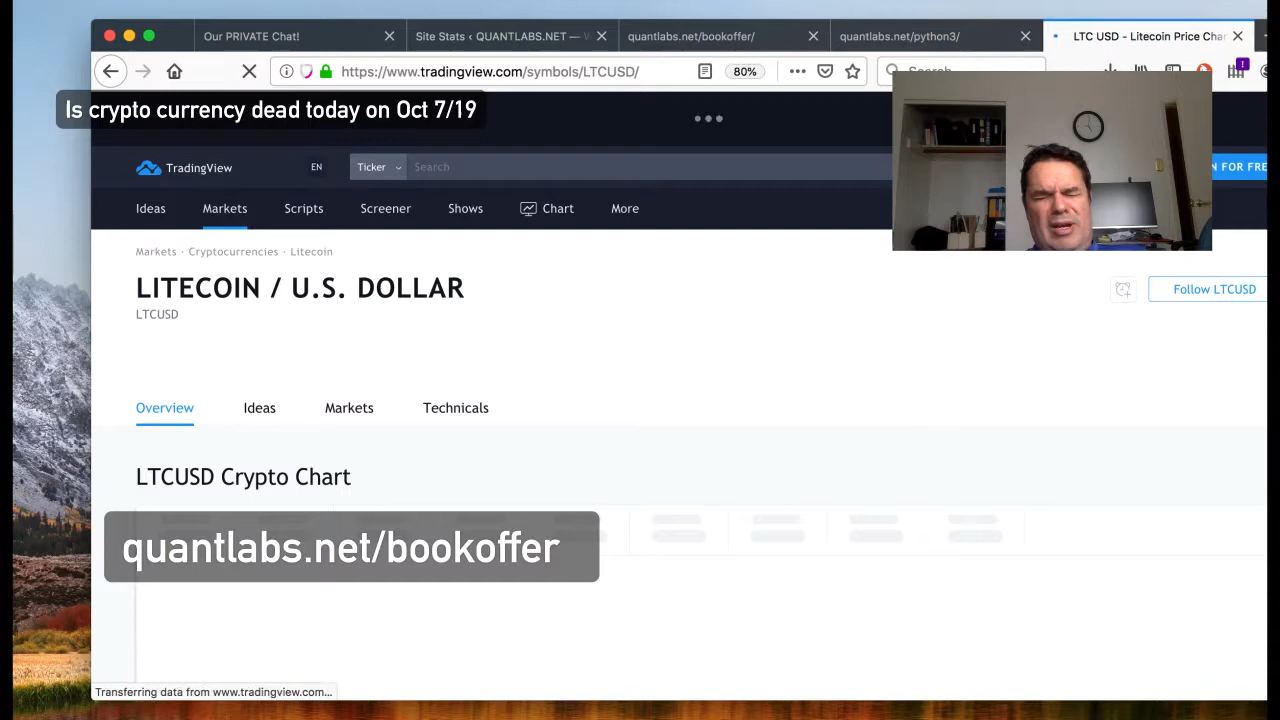 Our PRIVATE Chat!
Site Stats ‹ QUANTLABS.NET — W
quantlabs.net/bookoffer/
quantlabs.net/python3/
LTC USD - Litecoin Price Char
https://www.tradingview.com/symbols/LTCUSD/
80%
Search
Is crypto currency dead today on Oct 7/19
TradingView
EN
Ticker
Search
N FOR FRE
Ideas
Markets
Scripts
Screener
Shows
Chart
More
Markets · Cryptocurrencies · Litecoin
LITECOIN / U.S. DOLLAR
LTCUSD
Follow LTCUSD
Overview
Ideas
Markets
Technicals
LTCUSD Crypto Chart
quantlabs.net/bookoffer
Transferring data from www.tradingview.com...